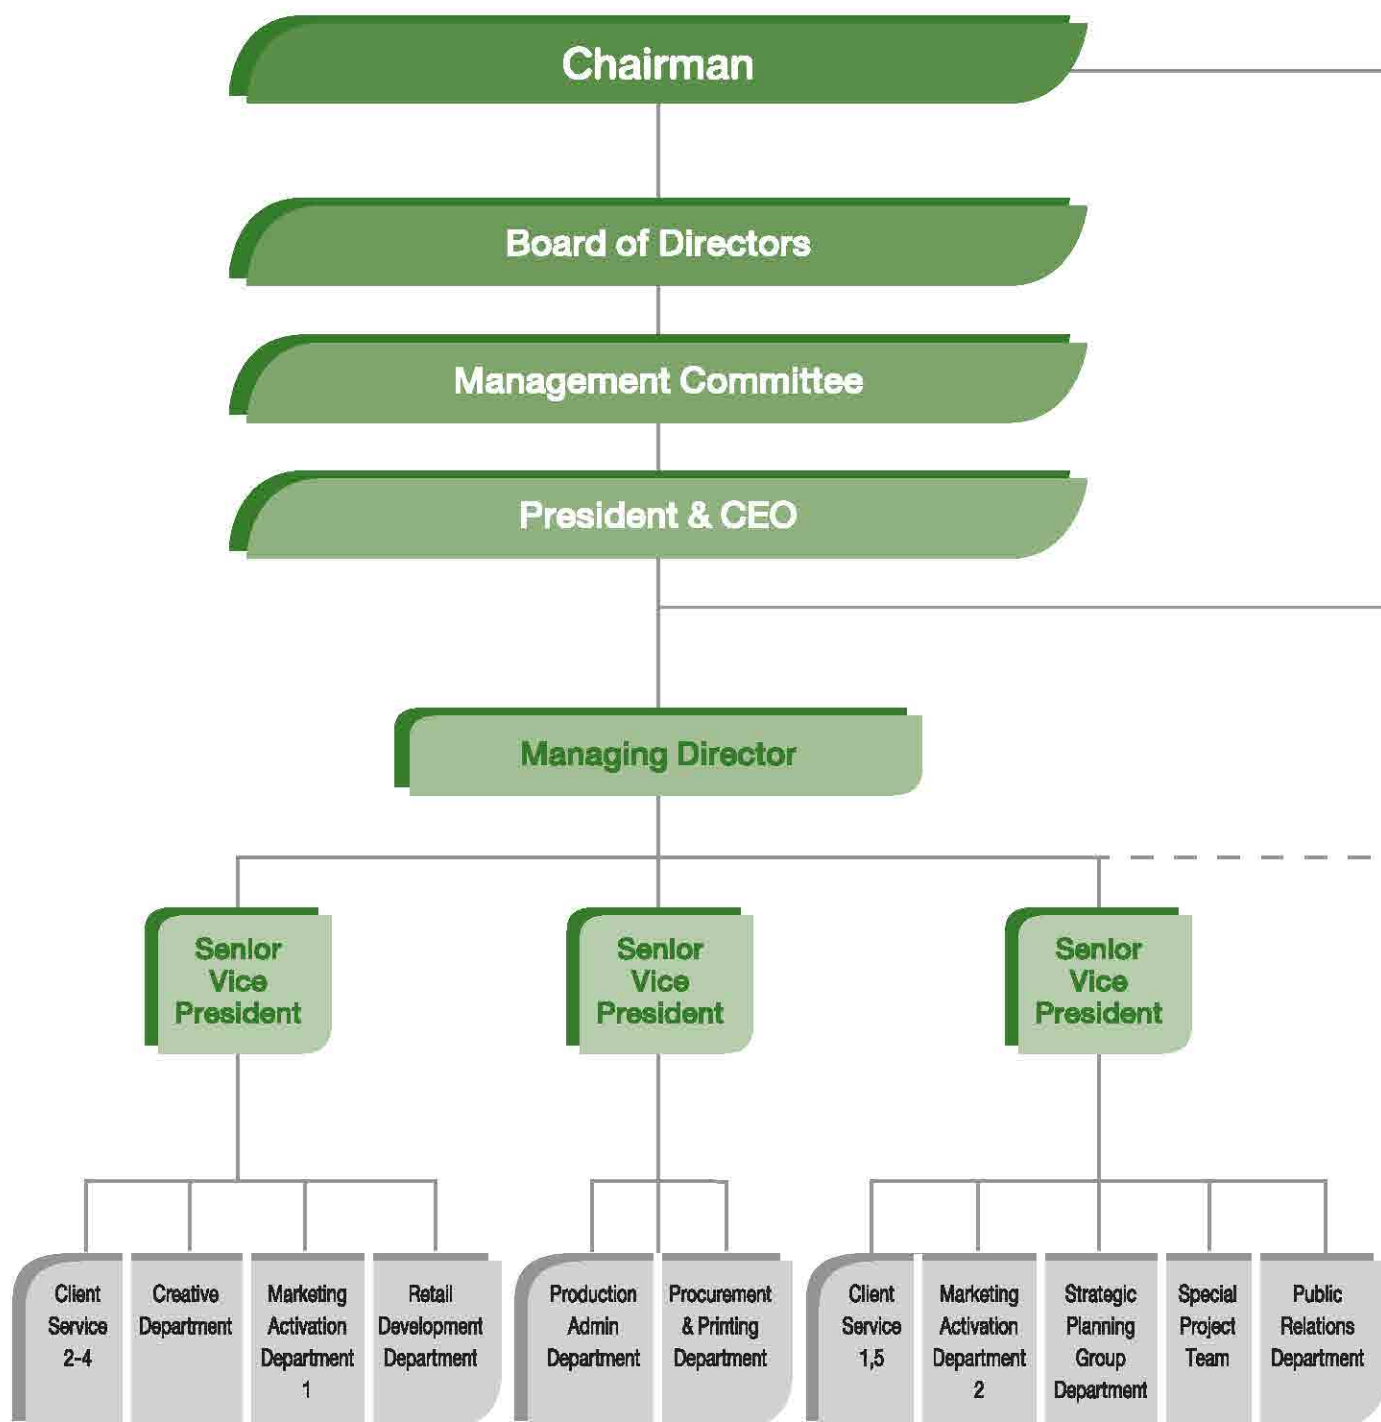 Chairman
Board of Directors
Management Committee
President & CEO
Managing Director
Senior
Vice
President
Senior
Vice
President
Senior
Vice
President
Client
Service
2-4
Creative
Department
Marketing
Activation
Department
1
Retail
Development
Department
Production
Admin
Department
Procurement
& Printing
Department
Client
Service
1,5
Marketing
Activation
Department
2
Strategic
Planning
Group
Department
Special
Project
Team
Public
Relations
Department